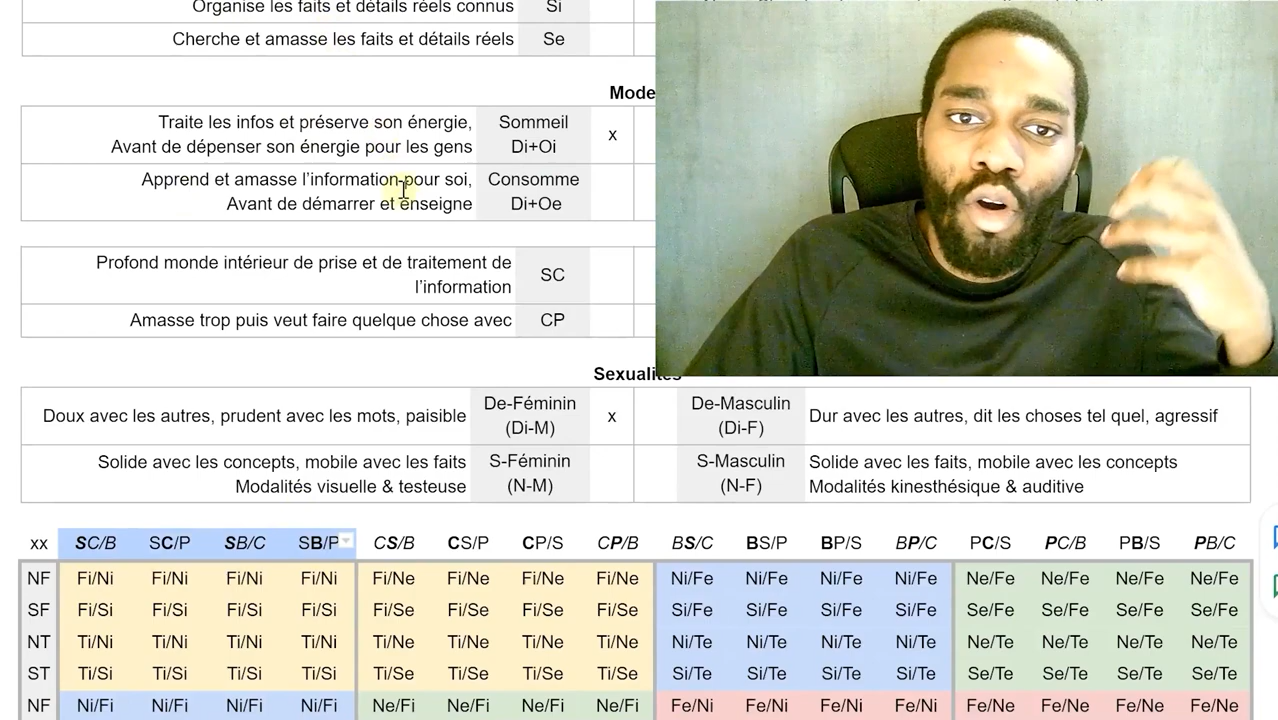 Organise les faits et détails réels connus Si
Cherche et amasse les faits et détails réels Se
Mode
Traite les infos et préserve son énergie, Sommeil
Avant de dépenser son énergie pour les gens Di+Oi x
Apprend et amasse l'information pour soi, Consomme
Avant de démarrer et enseigne Di+Oe
Profond monde intérieur de prise et de traitement de
l'information SC
Amasse trop puis veut faire quelque chose avec CP
Sexualités
Doux avec les autres, prudent avec les mots, paisible De-Féminin (Di-M) x De-Masculin (Di-F) Dur avec les autres, dit les choses tel quel, agressif
Solide avec les concepts, mobile avec les faits S-Féminin S-Masculin Solide avec les faits, mobile avec les concepts
Modalités visuelle & testeuse (N-M) (N-F) Modalités kinesthésique & auditive
xx SC/B SC/P SB/C SB/P CS/B CS/P CP/S CP/B BS/C BS/P BP/S BP/C PC/S PC/B PB/S PB/C
NF Fi/Ni Fi/Ni Fi/Ni Fi/Ni Fi/Ne Fi/Ne Fi/Ne Fi/Ne Ni/Fe Ni/Fe Ni/Fe Ni/Fe Ne/Fe Ne/Fe Ne/Fe Ne/Fe
SF Fi/Si Fi/Si Fi/Si Fi/Si Fi/Se Fi/Se Fi/Se Fi/Se Si/Fe Si/Fe Si/Fe Si/Fe Se/Fe Se/Fe Se/Fe Se/Fe
NT Ti/Ni Ti/Ni Ti/Ni Ti/Ni Ti/Ne Ti/Ne Ti/Ne Ti/Ne Ni/Te Ni/Te Ni/Te Ni/Te Ne/Te Ne/Te Ne/Te Ne/Te
ST Ti/Si Ti/Si Ti/Si Ti/Si Ti/Se Ti/Se Ti/Se Ti/Se Si/Te Si/Te Si/Te Si/Te Se/Te Se/Te Se/Te Se/Te
NF Ni/Fi Ni/Fi Ni/Fi Ni/Fi Ne/Fi Ne/Fi Ne/Fi Ne/Fi Fe/Ni Fe/Ni Fe/Ni Fe/Ni Fe/Ne Fe/Ne Fe/Ne Fe/Ne